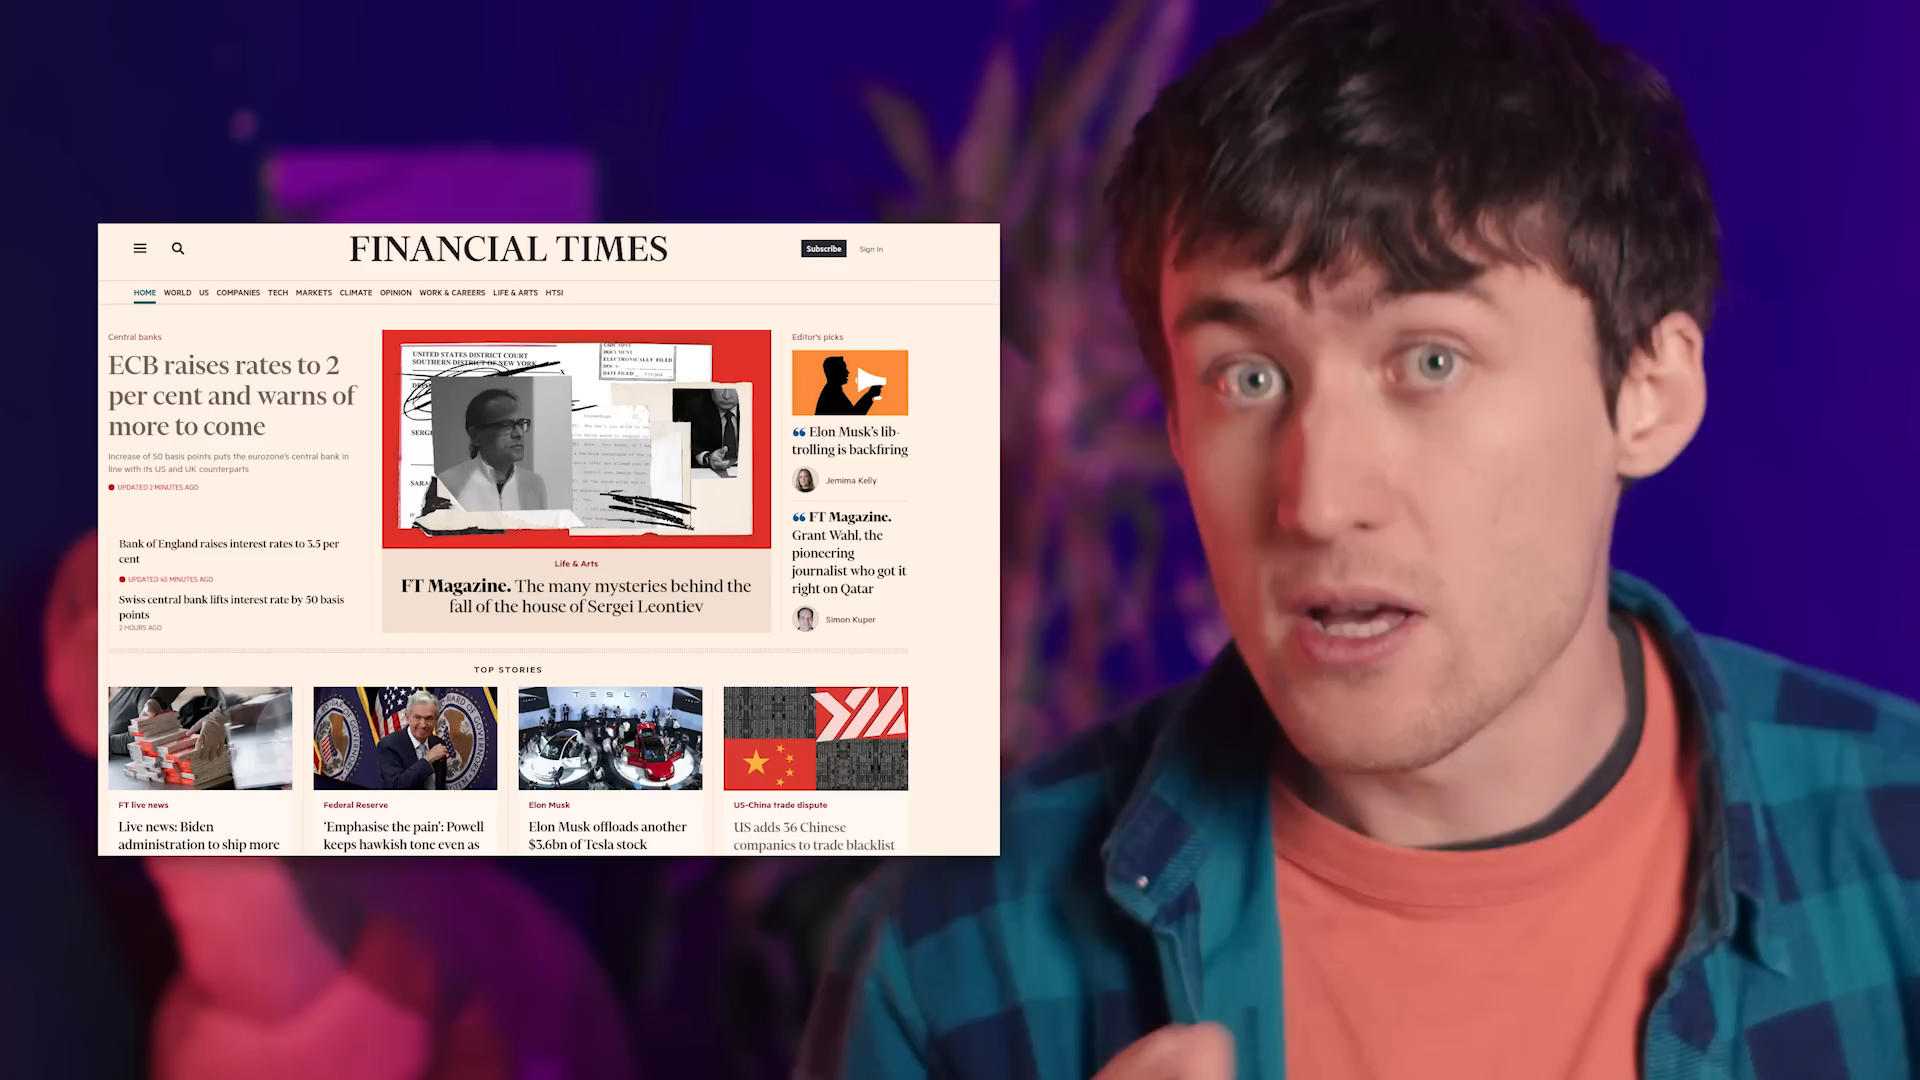 FINANCIAL TIMES
Subscribe
Sign In
HOME WORLD US COMPANIES TECH MARKETS CLIMATE OPINION WORK & CAREERS LIFE & ARTS HTSI
Central banks
ECB raises rates to 2
per cent and warns of
more to come
Increase of 50 basis points puts the eurozone's central bank in
line with its US and UK counterparts
UPDATED 2 MINUTES AGO
Bank of England raises interest rates to 3.5 per
cent
UPDATED 45 MINUTES AGO
Swiss central bank lifts interest rate by 50 basis
points
2 HOURS AGO
UNITED STATES DISTRICT COURT
SOUTHERN DISTRICT OF NEW YORK
X
DOCUMENT
ELECTRONICALLY FILED
DOC #
DATE FILED:
SERG
SARA
Life & Arts
FT Magazine. The many mysteries behind the
fall of the house of Sergei Leontiev
Editor's picks
“ Elon Musk's lib-
trolling is backfiring
Jemima Kelly
“ FT Magazine.
Grant Wahl, the
pioneering
journalist who got it
right on Qatar
Simon Kuper
TOP STORIES
TESLA
FT live news
Live news: Biden
administration to ship more
Federal Reserve
‘Emphasise the pain’: Powell
keeps hawkish tone even as
Elon Musk
Elon Musk offloads another
$3.6bn of Tesla stock
US-China trade dispute
US adds 36 Chinese
companies to trade blacklist